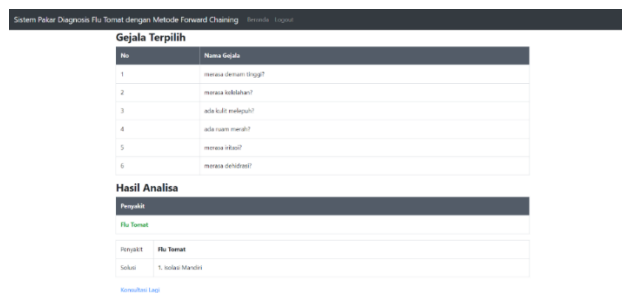 Sistem Pakar Diagnosis Flu Tomat dengan Metode Forward Chaining Beranda Logout
Gejala Terpilih
No Nama Gejala
1 merasa demam tinggi?
2 merasa kelelahan?
3 ada kulit melepuh?
4 ada ruam merah?
5 merasa iritasi?
6 merasa dehidrasi?
Hasil Analisa
Penyakit
Flu Tomat
Penyakit Flu Tomat
Solusi 1. Isolasi Mandiri
Konsultasi Lagi